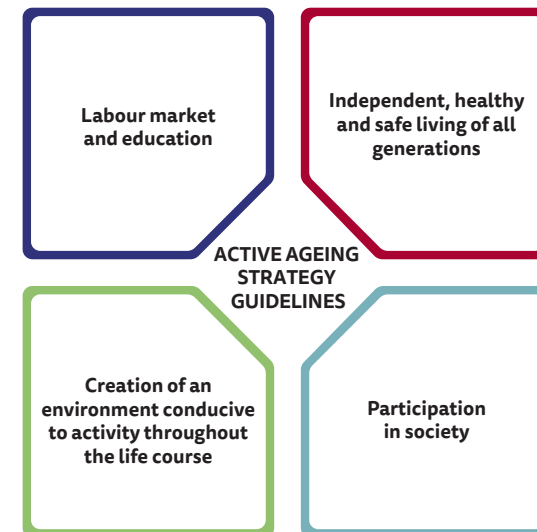 Labour market
and education
Independent, healthy
and safe living of all
generations
ACTIVE AGEING
STRATEGY
GUIDELINES
Creation of an
environment conducive
to activity throughout
the life course
Participation
in society